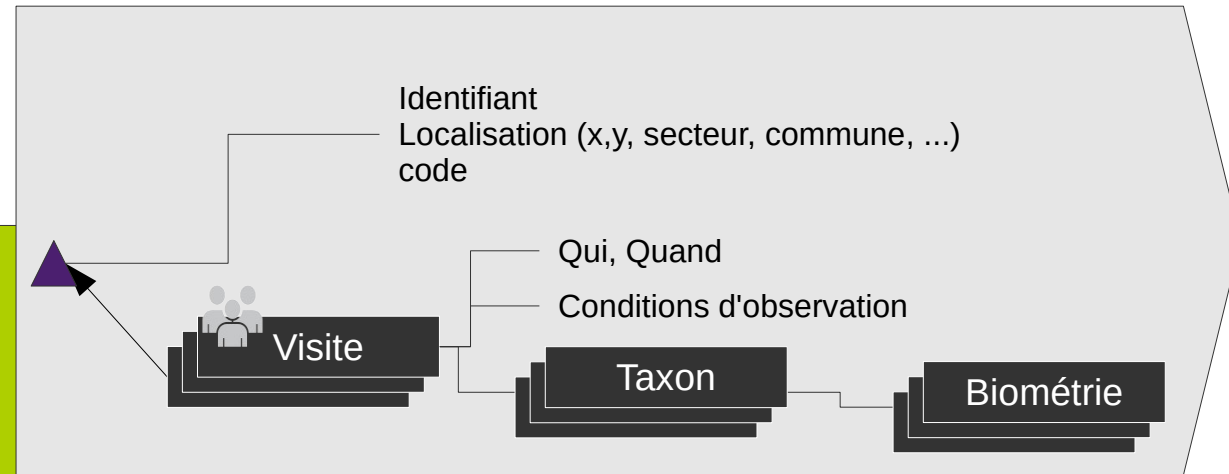 Identifiant
Localisation (x,y, secteur, commune, ...)
code
Qui, Quand
Conditions d'observation
Visite
Taxon
Biométrie